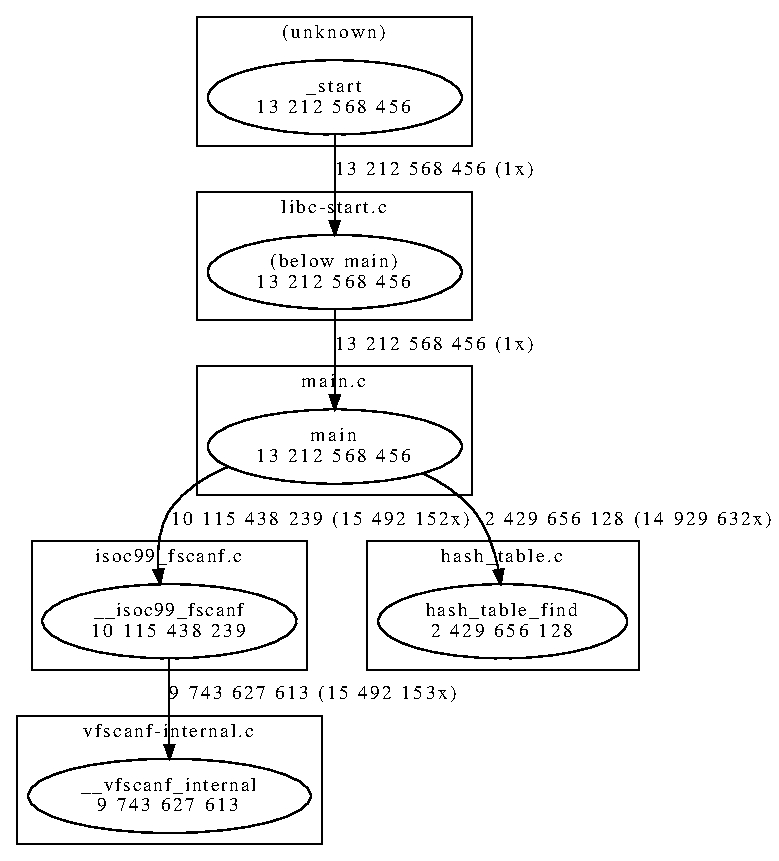 (unknown)
_start
13 212 568 456
13 212 568 456 (1x)
libc-start.c
(below main)
13 212 568 456
13 212 568 456 (1x)
main.c
main
13 212 568 456
10 115 438 239 (15 492 152x)
2 429 656 128 (14 929 632x)
isoc99_fscanf.c
hash_table.c
__isoc99_fscanf
10 115 438 239
hash_table_find
2 429 656 128
9 743 627 613 (15 492 153x)
vfscanf-internal.c
__vfscanf_internal
9 743 627 613